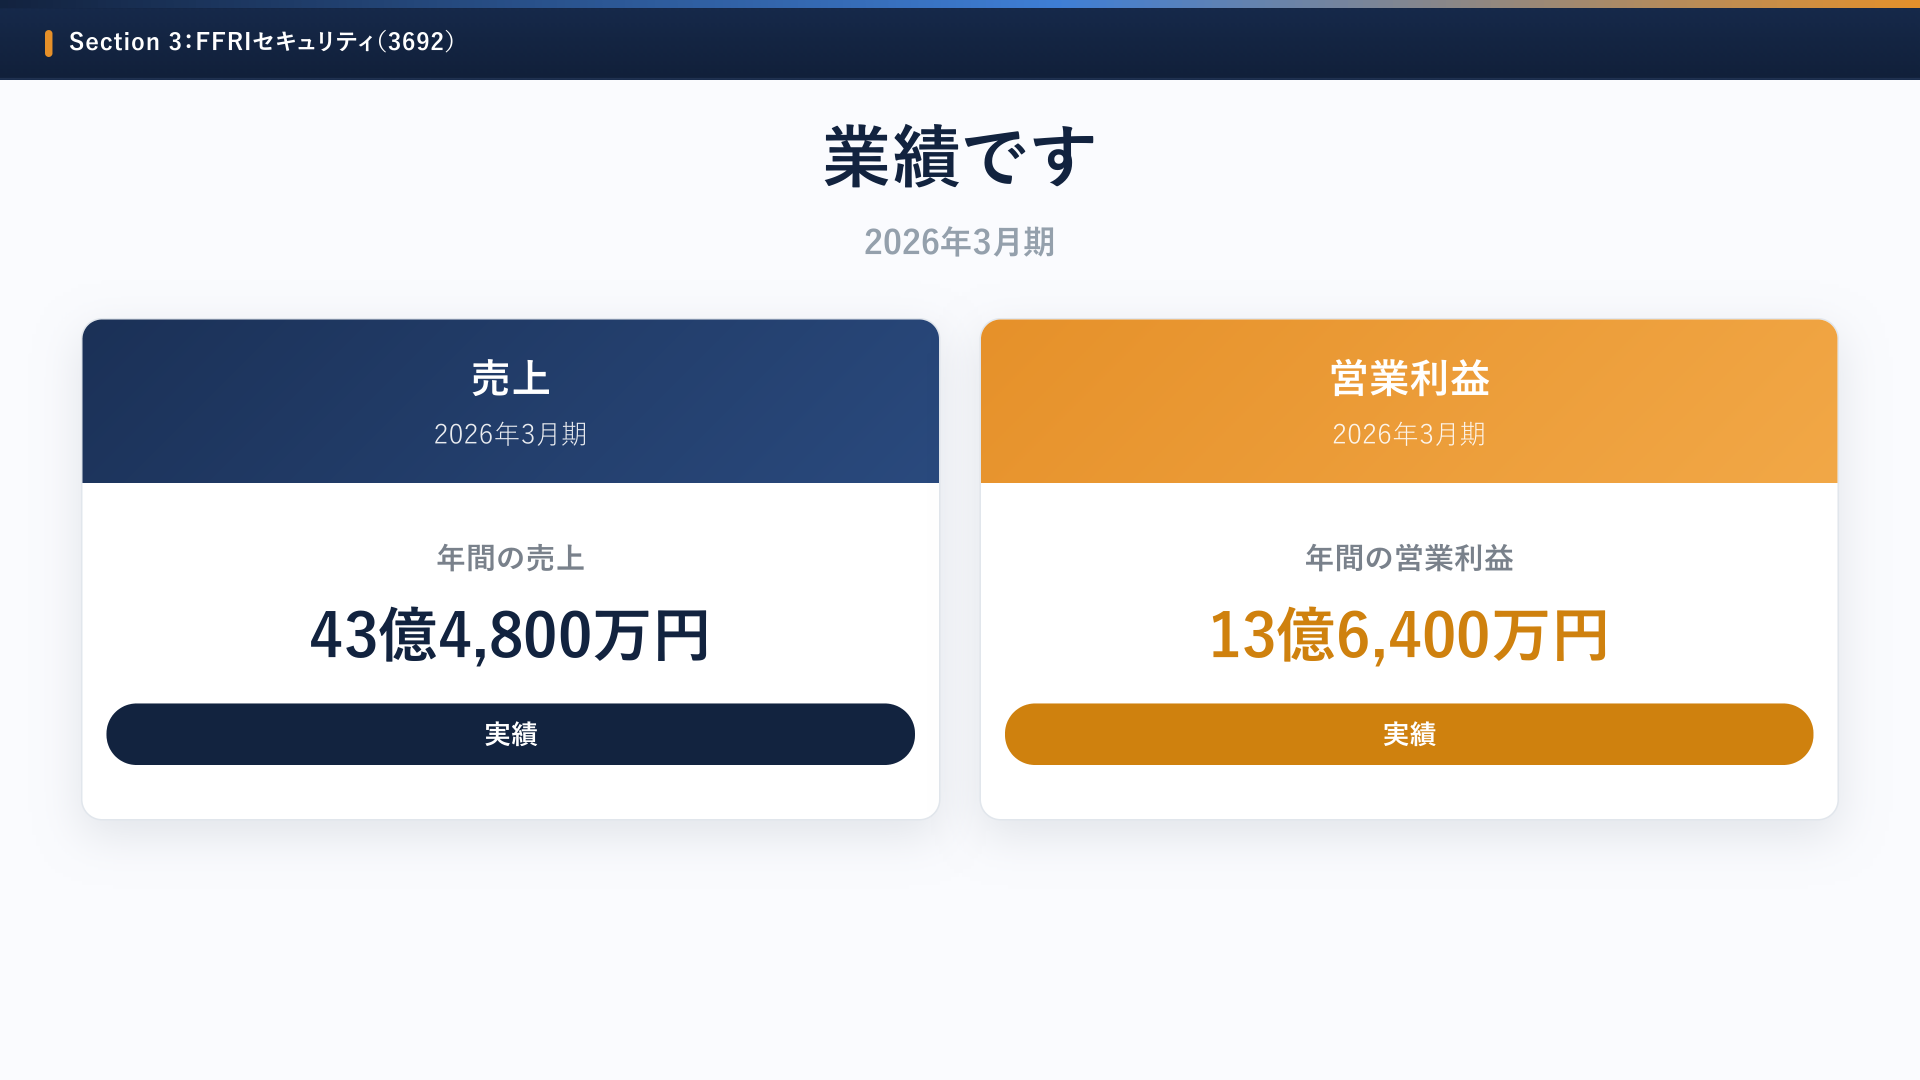 Section 3：FFRIセキュリティ（3692）
業績です
2026年3月期
売上
2026年3月期
年間の売上
43億4,800万円
実績
営業利益
2026年3月期
年間の営業利益
13億6,400万円
実績